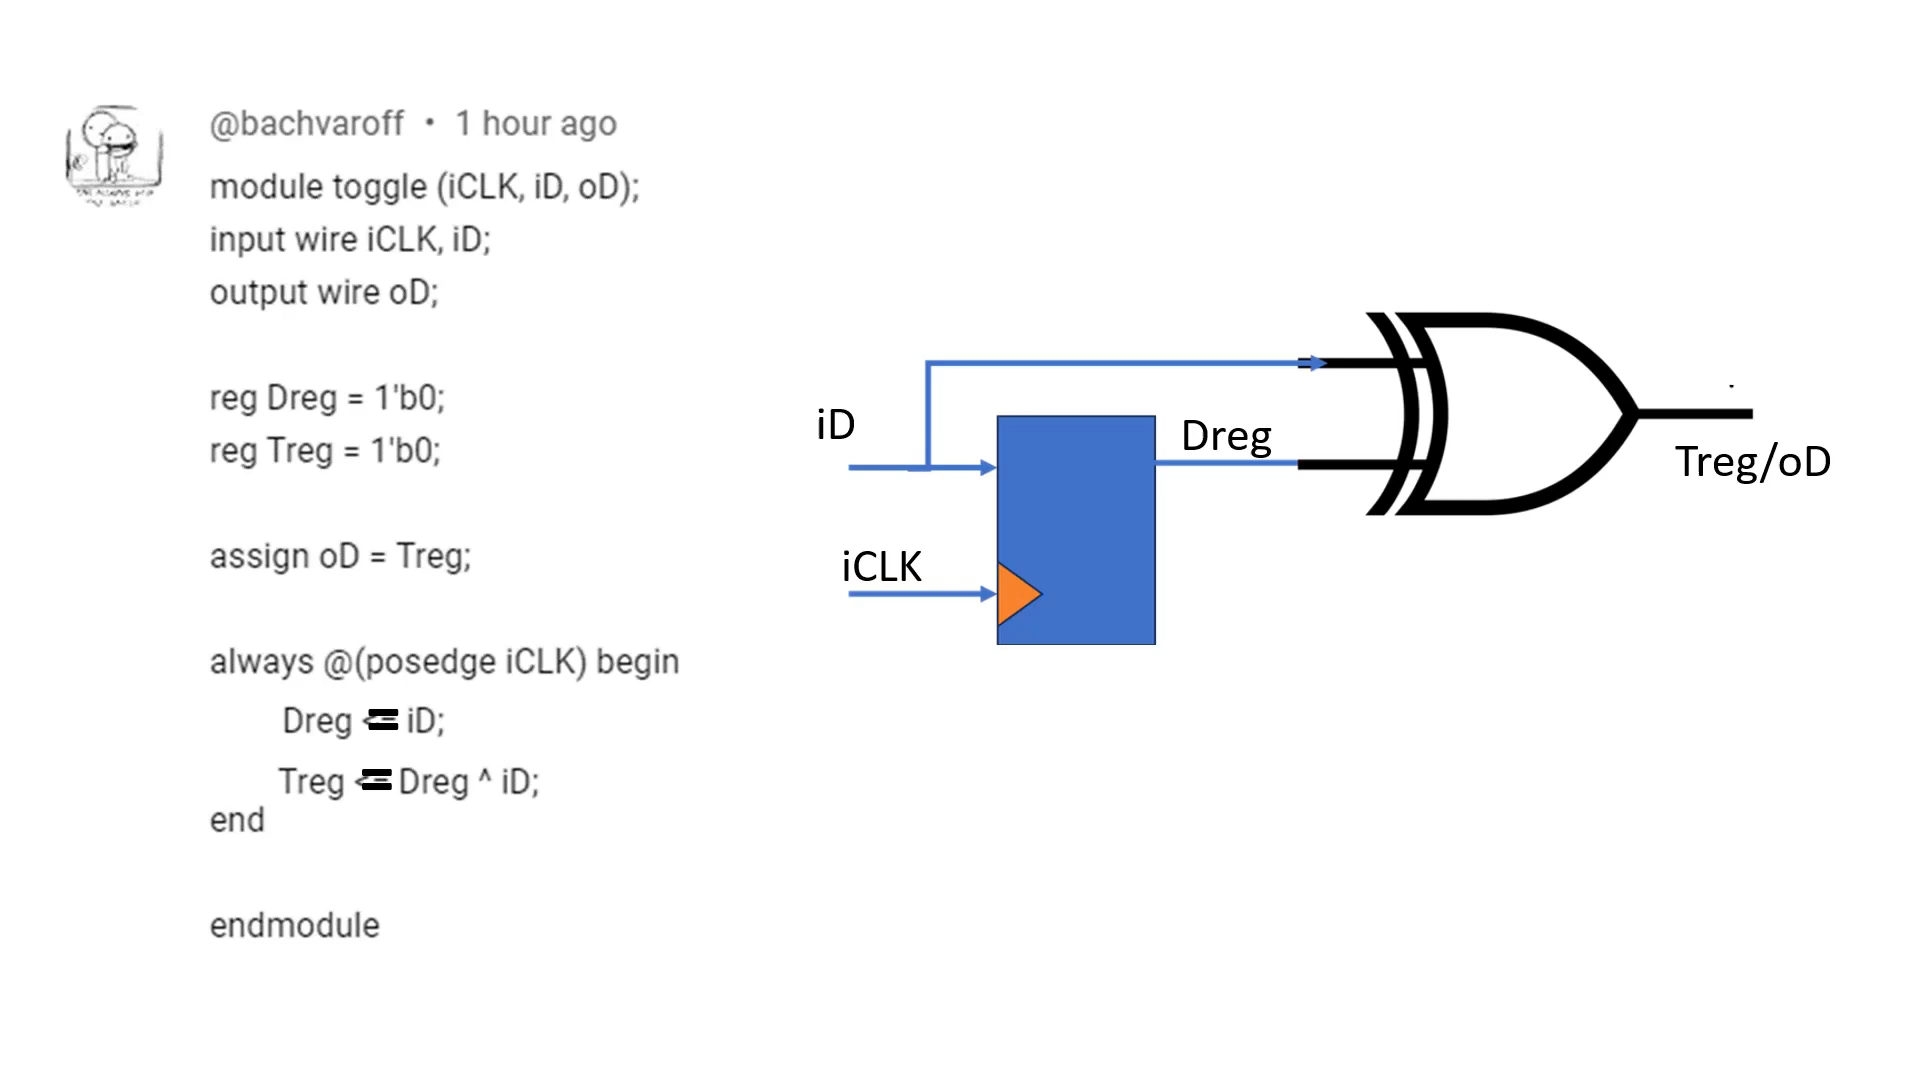 @bachvaroff • 1 hour ago
module toggle (iCLK, iD, oD);
input wire iCLK, iD;
output wire oD;
reg Dreg = 1'b0;
reg Treg = 1'b0;
assign oD = Treg;
always @(posedge iCLK) begin
Dreg <= iD;
Treg <= Dreg ^ iD;
end
endmodule
iD
iCLK
Dreg
Treg/oD